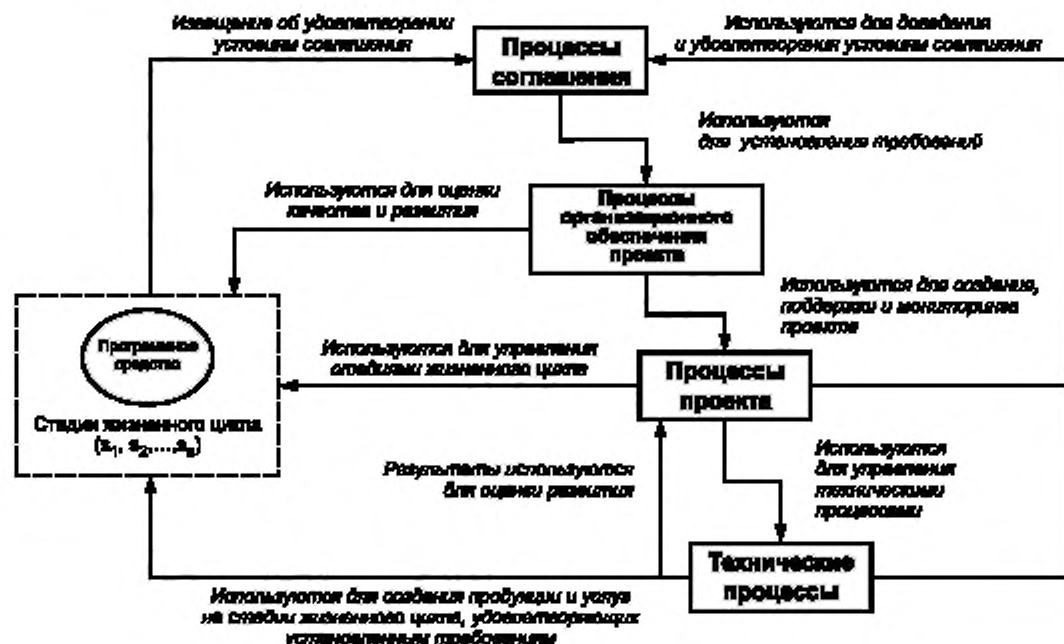 Извещение об удовлетворении
условиям соглашения
Используются для доведения
и удовлетворения условиям соглашения
Процессы
соглашения
Используются
для установления требований
Используются для оценки
качества и развития
Процессы
организационного
обеспечения
проекта
Используются для создания,
поддержки и мониторинга
проекта
Программное
средство
Стадии жизненного цикла
(s₁, s₂,...,sₙ)
Используются для управления
стадиями жизненного цикла
Процессы
проекта
Результаты используются
для оценки развития
Используются
для управления
техническими
процессами
Технические
процессы
Используются для создания продукции и услуг
на стадии жизненного цикла, удовлетворяющих
установленным требованиям